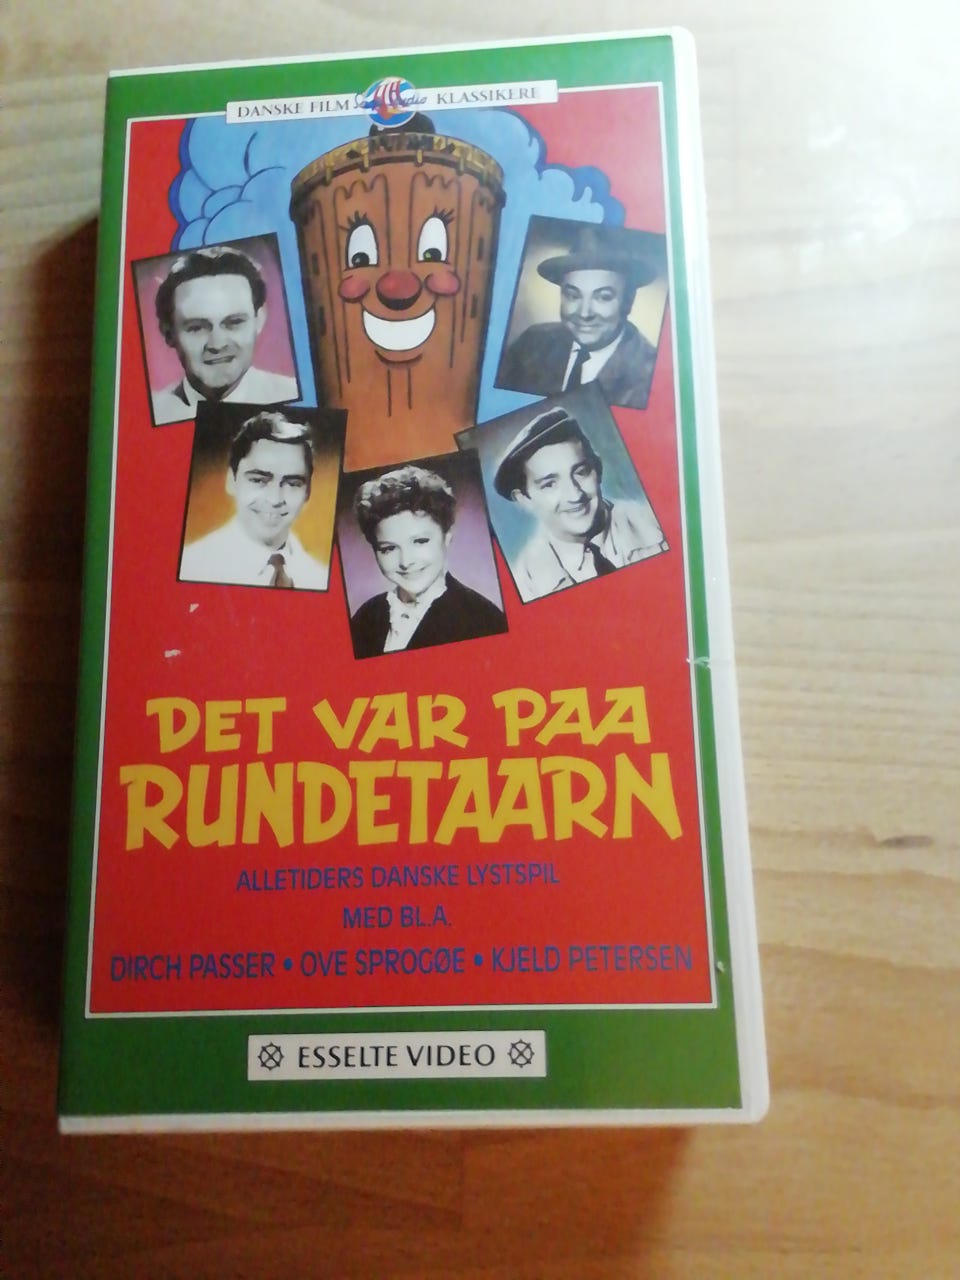 DANSKE FILM KLASSIKERE
DET VAR PAA
RUNDETAARN
ALLETIDERS DANSKE LYSTSPIL
MED BL.A.
DIRCH PASSER • OVE SPROGØE • KJELD PETERSEN
ESSELTE VIDEO